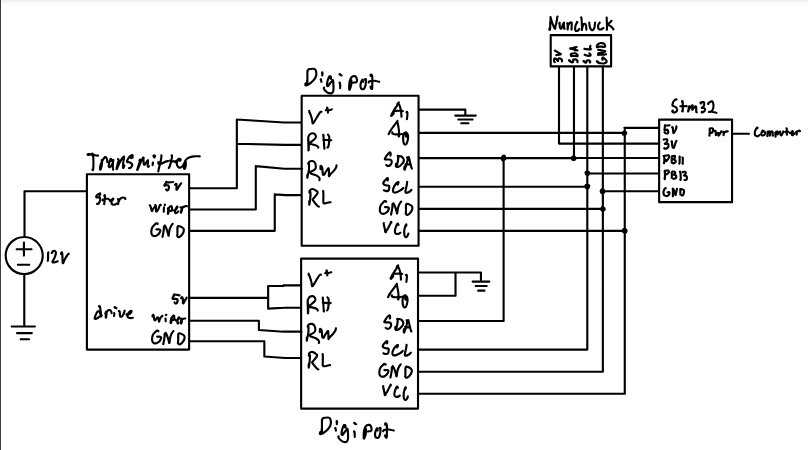 Nunchuck
3V SDA SCL GND
Digipot
V+
RH
RW
RL
A1
A0
SDA
SCL
GND
VCC
Stm32
5V
3V
PB11
PB13
GND
Pwr
Computer
Transmitter
Ster
5V
Wiper
GND
drive
5V
Wiper
GND
12V
+
−
V+
RH
RW
RL
A1
A0
SDA
SCL
GND
VCC
Digipot